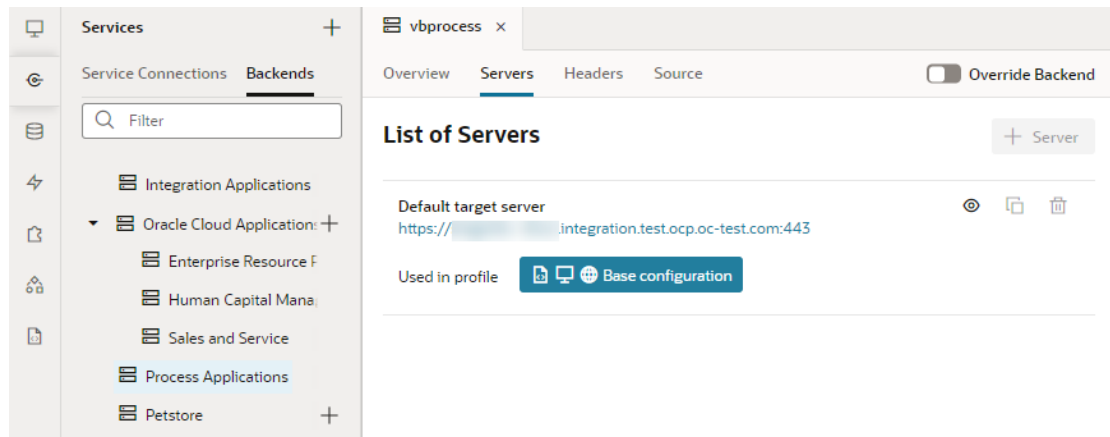 Services
Service Connections Backends
Filter
Integration Applications
Oracle Cloud Application
Enterprise Resource
Human Capital Mana
Sales and Service
Process Applications
Petstore
vbprocess
Overview Servers Headers Source Override Backend
List of Servers
Server
Default target server
https:// .integration.test.ocp.oc-test.com:443
Used in profile Base configuration